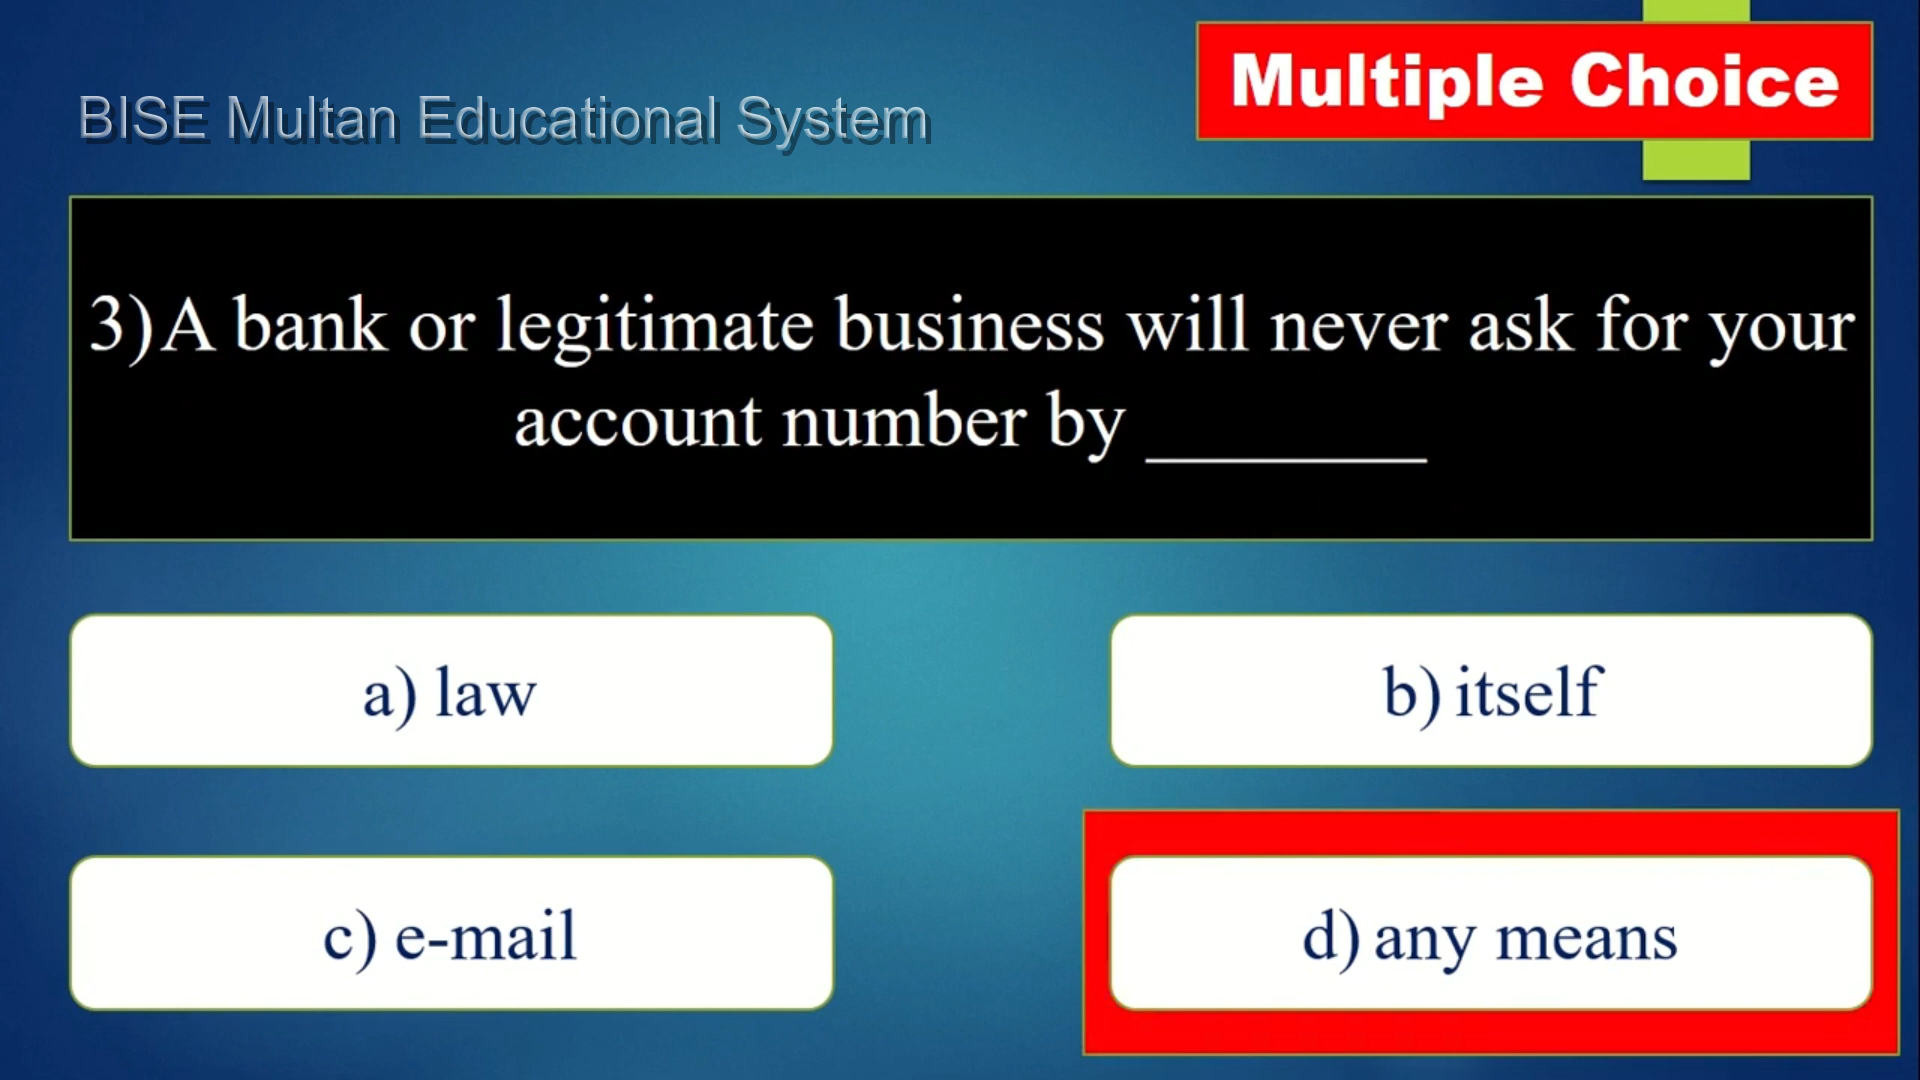 Multiple Choice
BISE Multan Educational System
3) A bank or legitimate business will never ask for your
account number by ________
a) law
b) itself
c) e-mail
d) any means